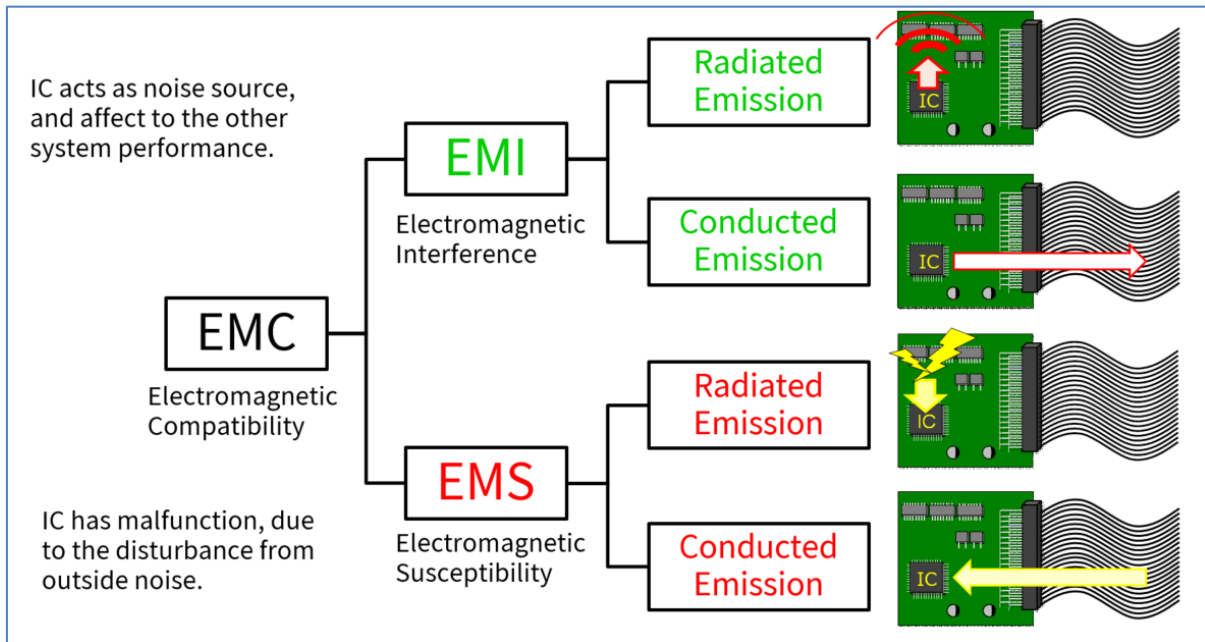 IC acts as noise source,
and affect to the other
system performance.
EMI
Electromagnetic
Interference
Radiated
Emission
IC
Conducted
Emission
IC
EMC
Electromagnetic
Compatibility
IC has malfunction, due
to the disturbance from
outside noise.
EMS
Electromagnetic
Susceptibility
Radiated
Emission
IC
Conducted
Emission
IC